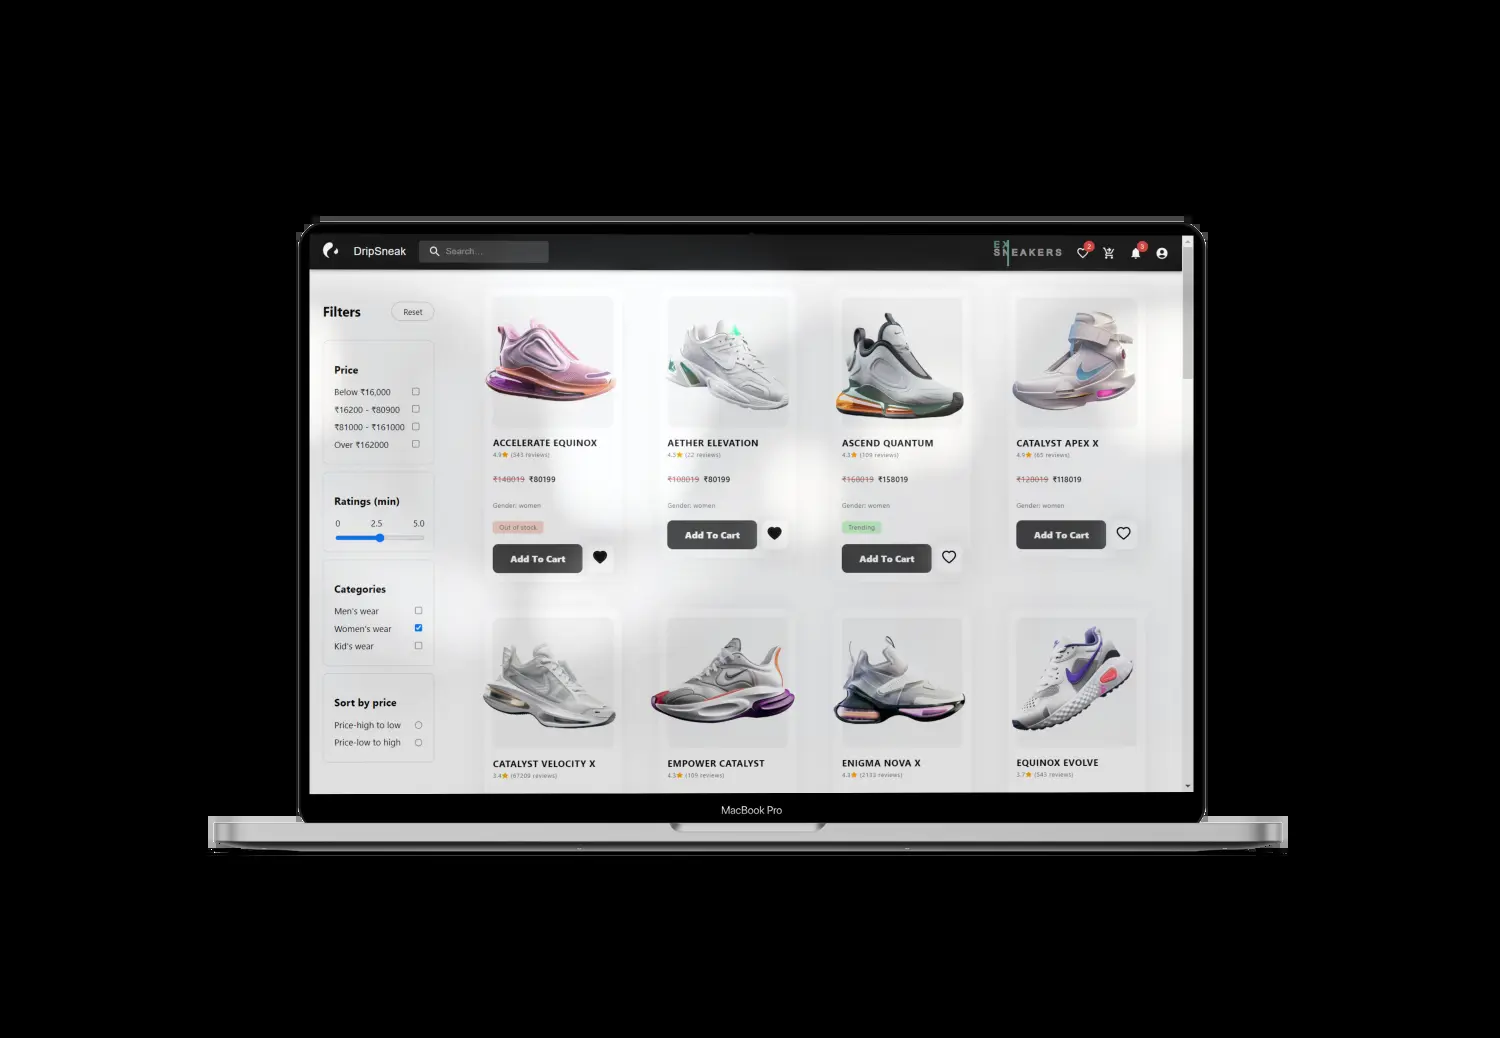 DripSneak
Search...
EX
SNEAKERS
2
3
Filters
Reset
Price
Below ₹16,000
₹16200 - ₹80900
₹81000 - ₹161000
Over ₹162000
Ratings (min)
0 2.5 5.0
Categories
Men's wear
Women's wear
Kid's wear
Sort by price
Price-high to low
Price-low to high
ACCELERATE EQUINOX
4.9 (543 reviews)
₹148019 ₹80199
Gender: women
Out of stock
Add To Cart
AETHER ELEVATION
4.3 (22 reviews)
₹108019 ₹80199
Gender: women
Add To Cart
ASCEND QUANTUM
4.3 (109 reviews)
₹168019 ₹158019
Gender: women
Trending
Add To Cart
CATALYST APEX X
4.9 (65 reviews)
₹128019 ₹118019
Gender: women
Add To Cart
CATALYST VELOCITY X
3.4 (67209 reviews)
EMPOWER CATALYST
4.3 (109 reviews)
ENIGMA NOVA X
4.3 (2133 reviews)
EQUINOX EVOLVE
3.7 (543 reviews)
MacBook Pro